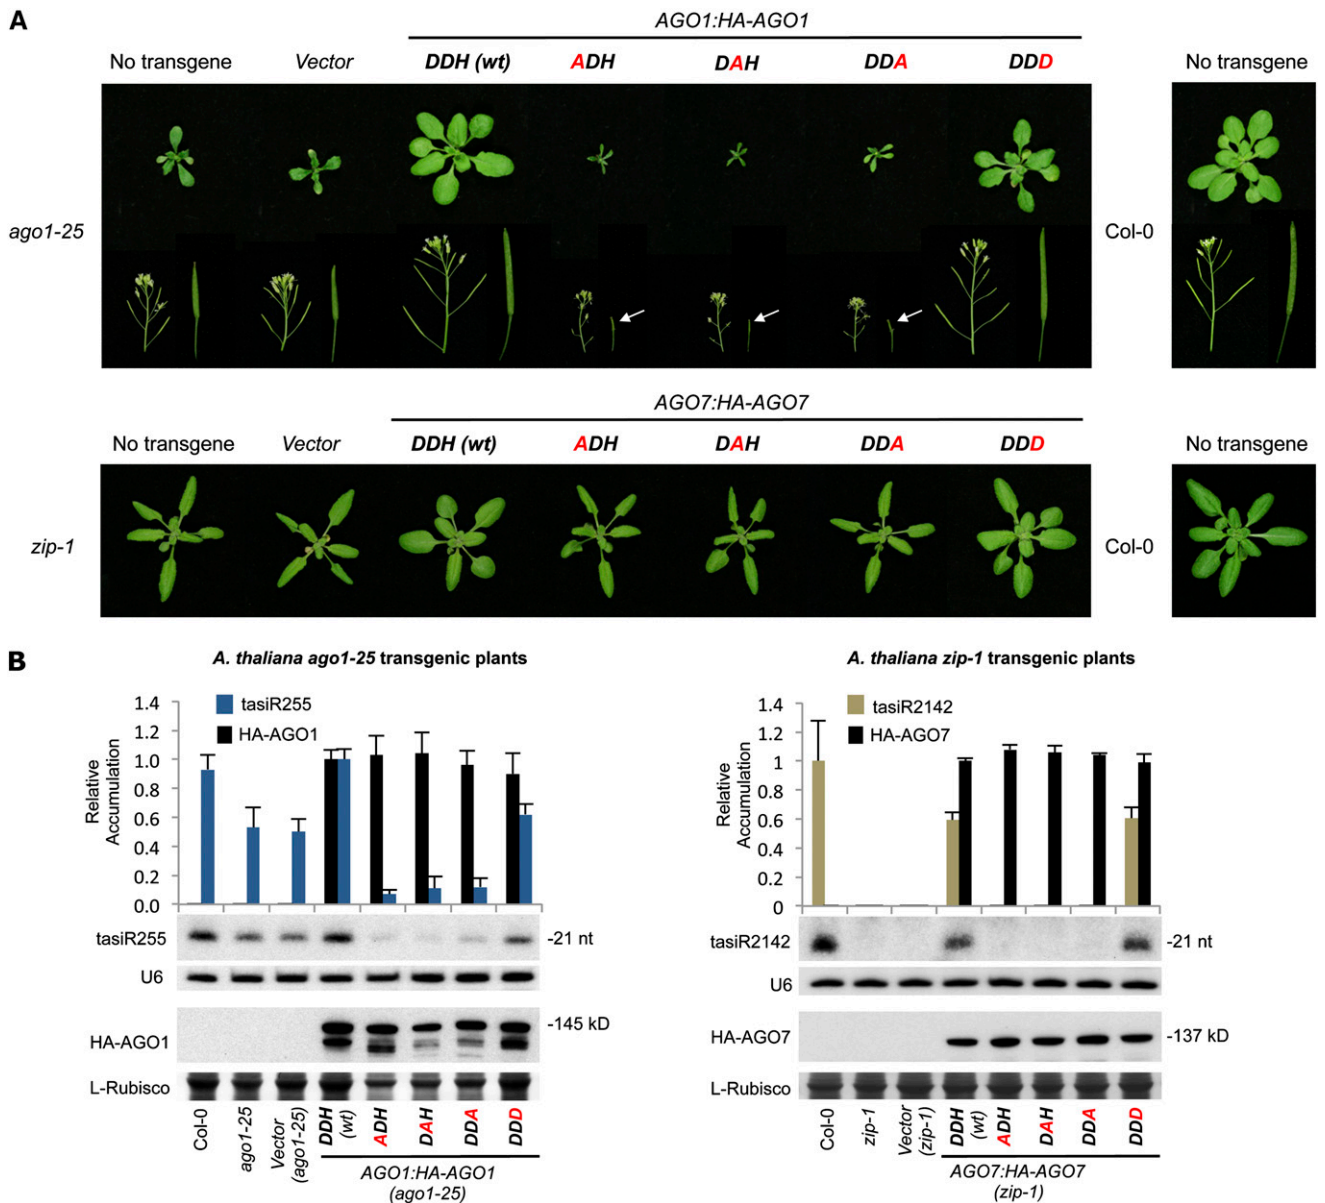 A
AGO1:HA-AGO1
No transgene Vector DDH (wt) ADH DAH DDA DDD No transgene
ago1-25
Col-0
AGO7:HA-AGO7
No transgene Vector DDH (wt) ADH DAH DDA DDD No transgene
zip-1
Col-0
B
A. thaliana ago1-25 transgenic plants
Relative Accumulation
1.4
1.2
1.0
0.8
0.6
0.4
0.2
0.0
tasiR255
HA-AGO1
tasiR255
-21 nt
U6
HA-AGO1
-145 kD
L-Rubisco
Col-0
ago1-25
Vector (ago1-25)
DDH (wt)
ADH
DAH
DDA
DDD
AGO1:HA-AGO1
(ago1-25)
A. thaliana zip-1 transgenic plants
Relative Accumulation
1.4
1.2
1
0.8
0.6
0.4
0.2
0
tasiR2142
HA-AGO7
tasiR2142
-21 nt
U6
HA-AGO7
-137 kD
L-Rubisco
Col-0
zip-1
Vector (zip-1)
DDH (wt)
ADH
DAH
DDA
DDD
AGO7:HA-AGO7
(zip-1)